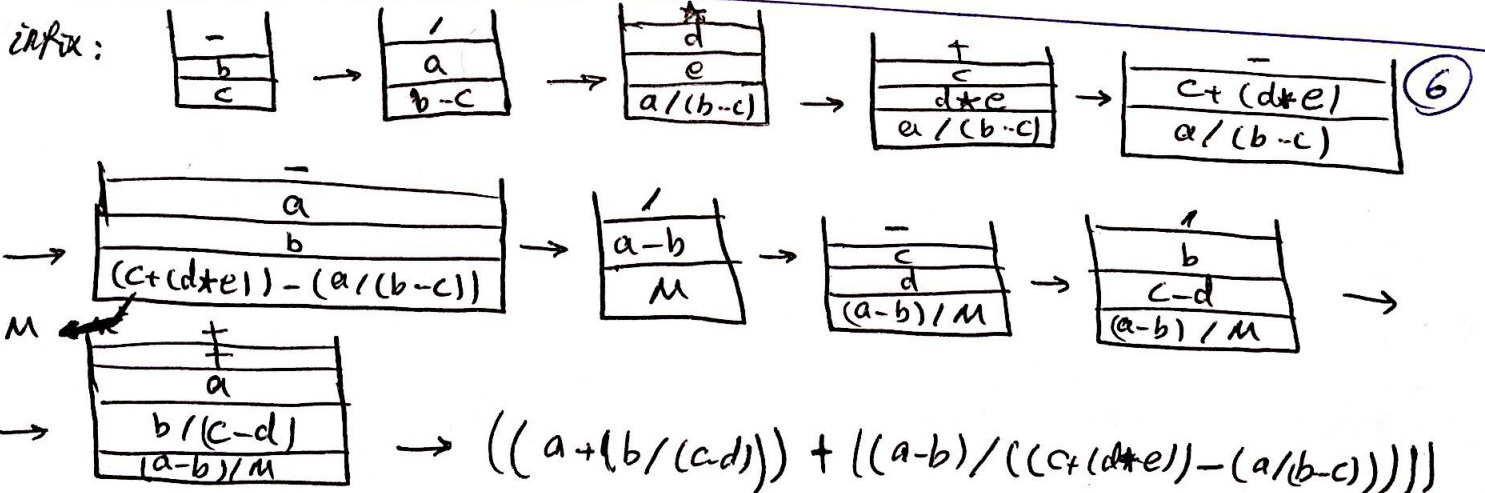 infix:
-
b
c
→
/
a
b-c
→
*
d
e
a/(b-c)
→
+
c
d*e
a/(b-c)
→
-
c+(d*e)
a/(b-c)
6
→
-
a
b
(c+(d*e))-(a/(b-c))
M
→
/
a-b
M
→
-
c
d
(a-b)/M
→
/
b
c-d
(a-b)/M
→
→
+
+
a
b/(c-d)
(a-b)/M
→ ((a+(b/(c-d))) + ((a-b)/((c+(d*e))-(a/(b-c)))))